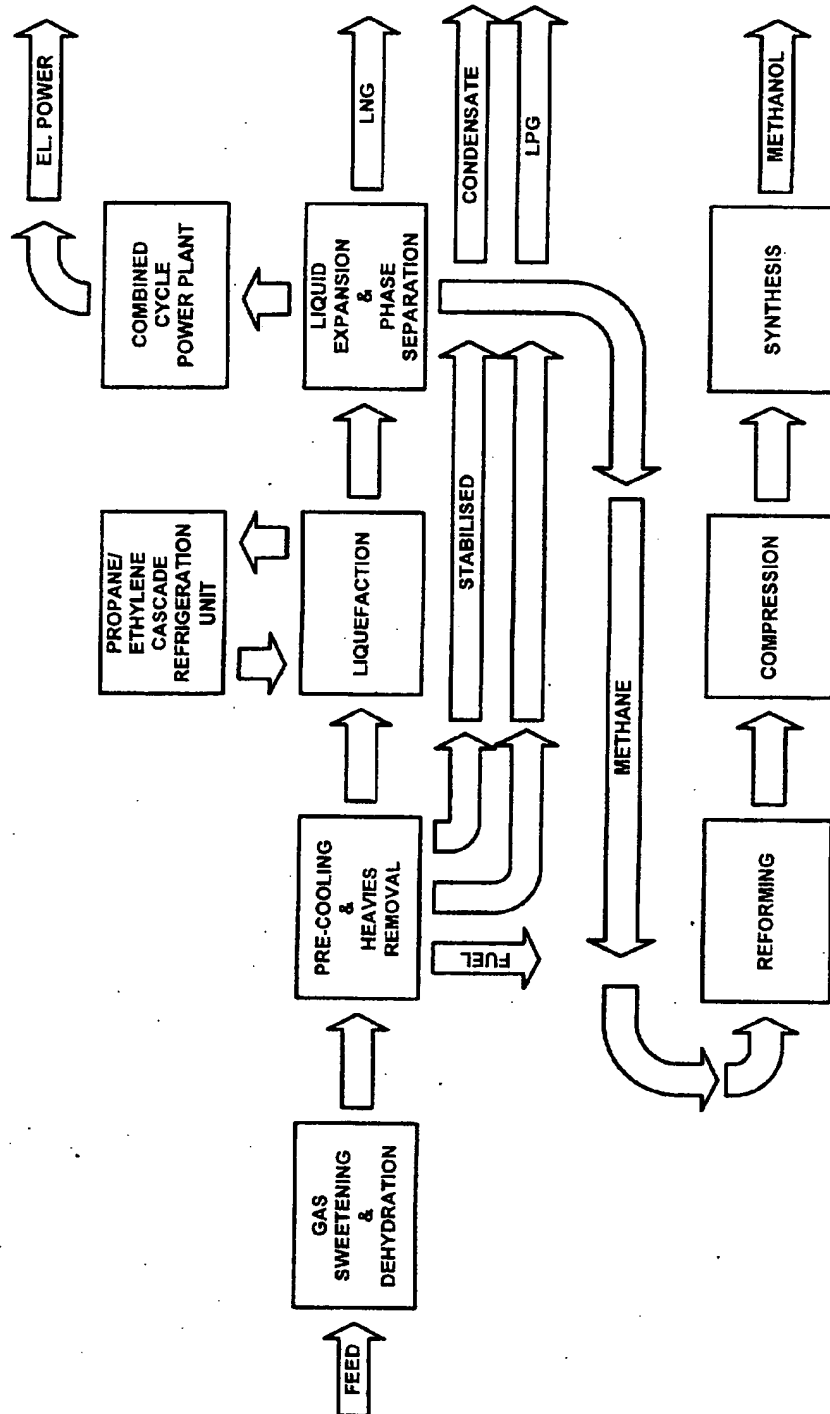 EL. POWER
COMBINED
CYCLE
POWER PLANT
PROPANE/
ETHYLENE
CASCADE
REFRIGERATION
UNIT
FEED
GAS
SWEETENING
&
DEHYDRATION
PRE-COOLING
&
HEAVIES
REMOVAL
LIQUEFACTION
LIQUID
EXPANSION
&
PHASE
SEPARATION
LNG
FUEL
STABILISED
CONDENSATE
LPG
METHANE
REFORMING
COMPRESSION
SYNTHESIS
METHANOL